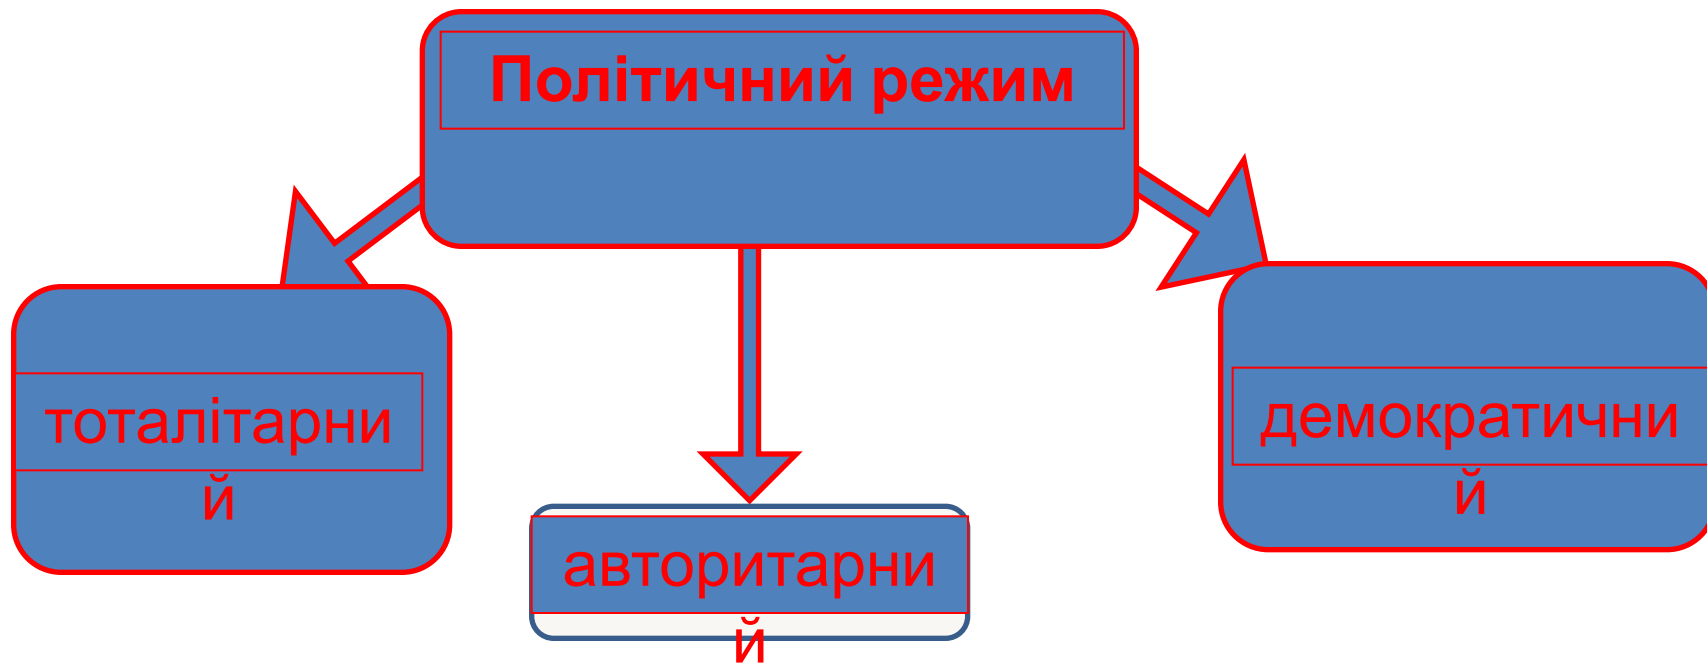 Політичний режим
тоталітарни
й
авторитарни
й
демократични
й